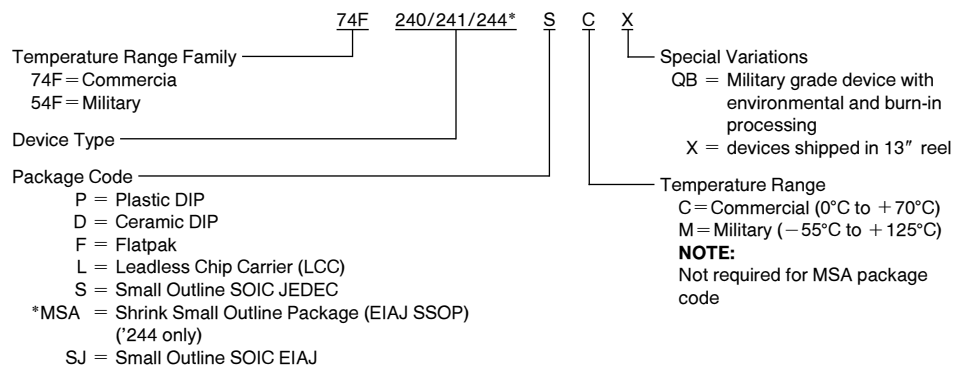 74F 240/241/244* S C X
Temperature Range Family
74F = Commercia
54F = Military
Device Type
Package Code
P = Plastic DIP
D = Ceramic DIP
F = Flatpak
L = Leadless Chip Carrier (LCC)
S = Small Outline SOIC JEDEC
*MSA = Shrink Small Outline Package (EIAJ SSOP)
('244 only)
SJ = Small Outline SOIC EIAJ
Special Variations
QB = Military grade device with
environmental and burn-in
processing
X = devices shipped in 13″ reel
Temperature Range
C = Commercial (0°C to +70°C)
M = Military (−55°C to +125°C)
NOTE:
Not required for MSA package
code